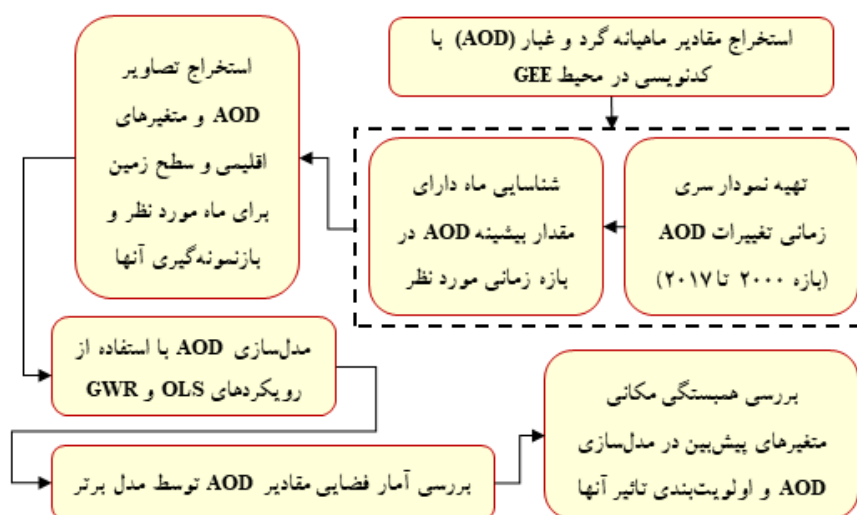 استخراج مقادیر ماهیانه گرد و غبار (AOD) با
کدنویسی در محیط GEE
تهیه نمودار سری
زمانی تغییرات AOD
(بازه ۲۰۰۰ تا ۲۰۱۷)
شناسایی ماه دارای
مقدار بیشینه AOD در
بازه زمانی مورد نظر
استخراج تصاویر
AOD و متغیرهای
اقلیمی و سطح زمین
برای ماه مورد نظر و
بازنمونه‌گیری آنها
مدل‌سازی AOD با استفاده از
رویکردهای OLS و GWR
بررسی آمار فضایی مقادیر AOD توسط مدل برتر
بررسی همبستگی مکانی
متغیرهای پیش‌بین در مدل‌سازی
AOD و اولویت‌بندی تاثیر آنها